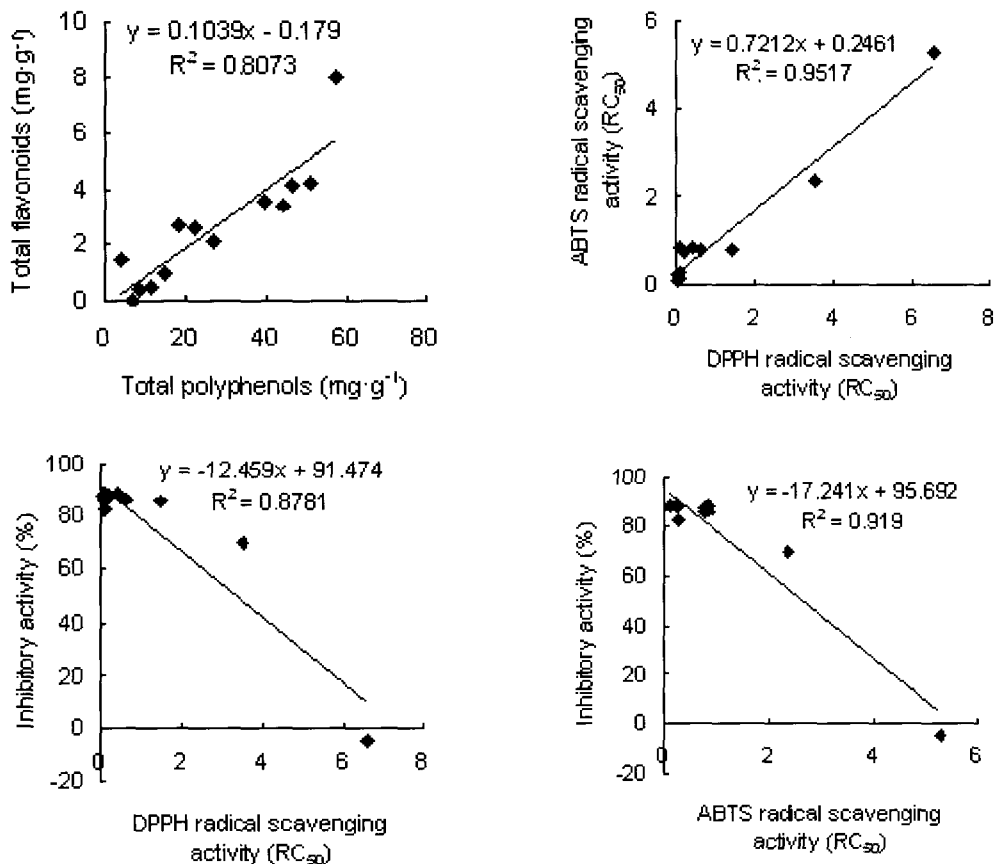 y = 0.1039x - 0.179
R² = 0.8073
10
8
6
4
2
0
0 20 40 60 80
Total flavonoids (mg·g⁻¹)
Total polyphenols (mg·g⁻¹)
y = 0.7212x + 0.2461
R² = 0.9517
6
4
2
0
0 2 4 6 8
ABTS radical scavenging
activity (RC₅₀)
DPPH radical scavenging
activity (RC₅₀)
y = -12.459x + 91.474
R² = 0.8781
100
80
60
40
20
0
-20
0 2 4 6 8
Inhibitory activity (%)
DPPH radical scavenging
activity (RC₅₀)
y = -17.241x + 95.692
R² = 0.919
100
80
60
40
20
0
-20
0 2 4 6
Inhibitory activity (%)
ABTS radical scavenging
activity (RC₅₀)